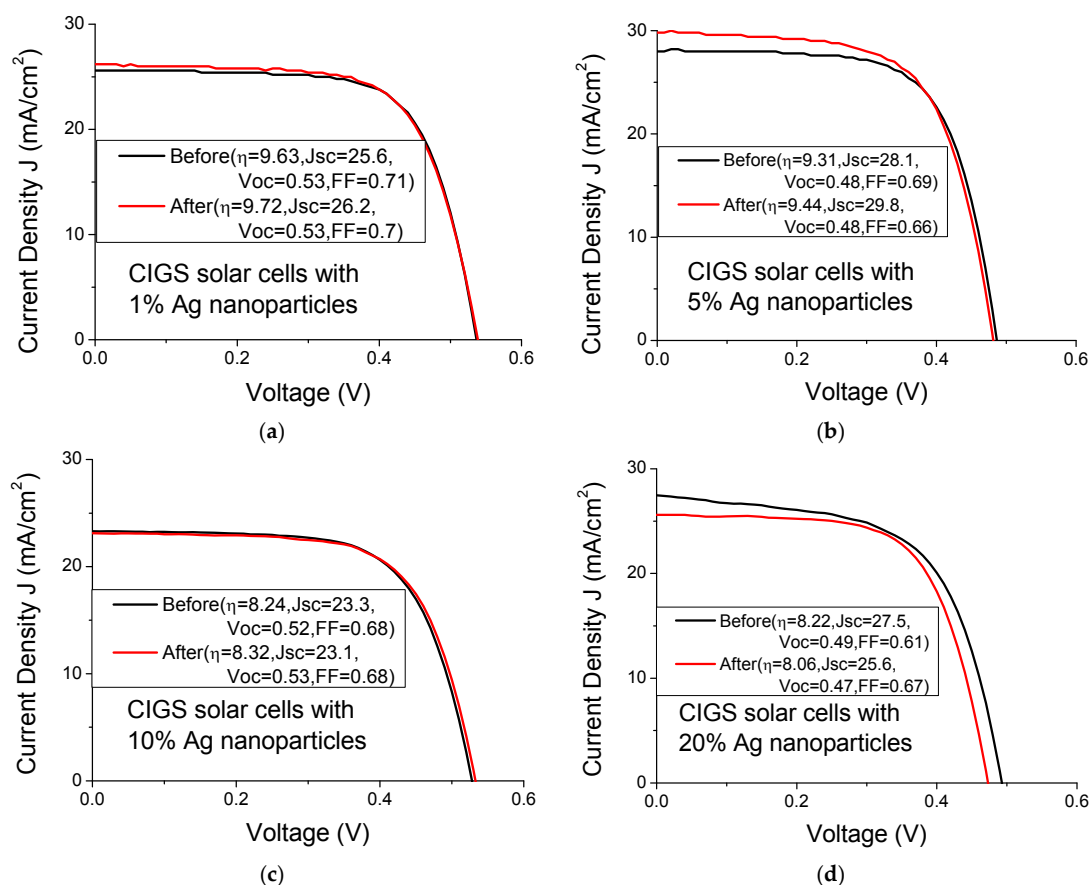 30
20
10
0
0.0 0.2 0.4 0.6
Current Density J (mA/cm²)
Voltage (V)
Before(η=9.63,Jsc=25.6,
Voc=0.53,FF=0.71)
After(η=9.72,Jsc=26.2,
Voc=0.53,FF=0.7)
CIGS solar cells with
1% Ag nanoparticles
(a)
30
20
10
0
0.0 0.2 0.4 0.6
Current Density J (mA/cm²)
Voltage (V)
Before(η=9.31,Jsc=28.1,
Voc=0.48,FF=0.69)
After(η=9.44,Jsc=29.8,
Voc=0.48,FF=0.66)
CIGS solar cells with
5% Ag nanoparticles
(b)
30
20
10
0
0.0 0.2 0.4 0.6
Current Density J (mA/cm²)
Voltage (V)
Before(η=8.24,Jsc=23.3,
Voc=0.52,FF=0.68)
After(η=8.32,Jsc=23.1,
Voc=0.53,FF=0.68)
CIGS solar cells with
10% Ag nanoparticles
(c)
30
20
10
0
0.0 0.2 0.4 0.6
Current Density J (mA/cm²)
Voltage (V)
Before(η=8.22,Jsc=27.5,
Voc=0.49,FF=0.61)
After(η=8.06,Jsc=25.6,
Voc=0.47,FF=0.67)
CIGS solar cells with
20% Ag nanoparticles
(d)